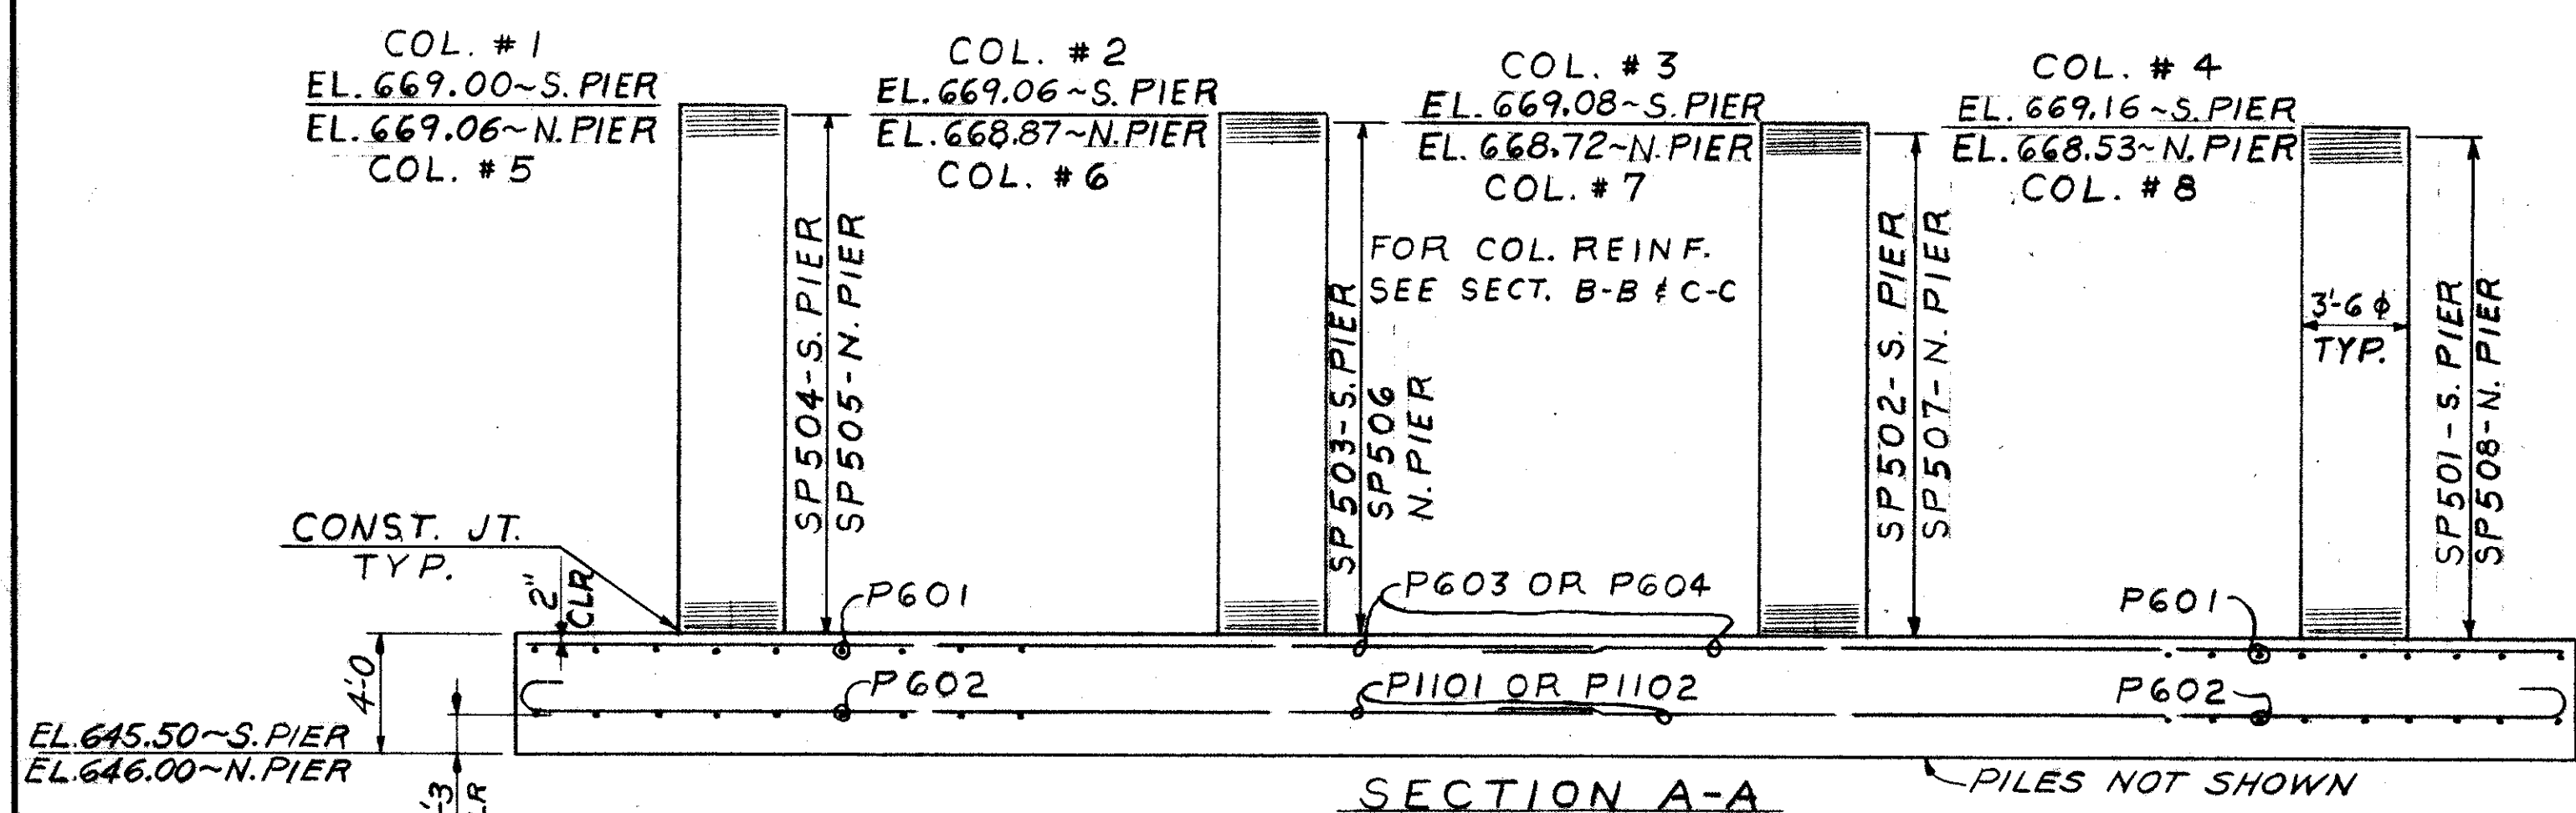 COL. # 1
EL. 669.00~S. PIER
EL. 669.06~N. PIER
COL. # 5
COL. # 2
EL. 669.06~S. PIER
EL. 668.87~N. PIER
COL. # 6
COL. # 3
EL. 669.08~S. PIER
EL. 668.72~N. PIER
COL. # 7
COL. # 4
EL. 669.16~S. PIER
EL. 668.53~N. PIER
COL. # 8
SP504-S. PIER
SP505-N. PIER
SP503-S. PIER
SP506
N. PIER
FOR COL. REINF.
SEE SECT. B-B & C-C
SP502-S. PIER
SP507-N. PIER
3'-6 ϕ
TYP.
SP501-S. PIER
SP508-N. PIER
CONST. JT.
TYP.
2"
CLR
P601
P603 OR P604
P601
4'-0
P602
P1101 OR P1102
P602
EL. 645.50~S. PIER
EL. 646.00~N. PIER
SECTION A-A
PILES NOT SHOWN